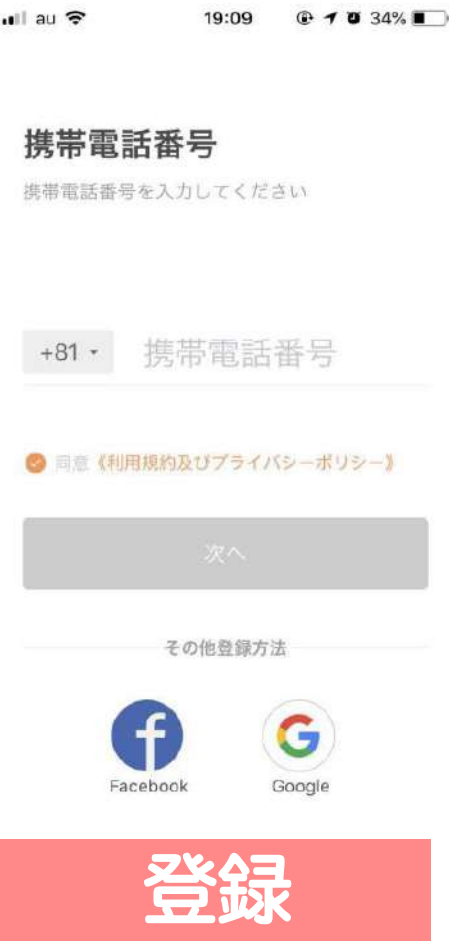 au 19:09 34%
携帯電話番号
携帯電話番号を入力してください
+81 携帯電話番号
同意《利用規約及びプライバシーポリシー》
次へ
その他登録方法
Facebook Google
登録